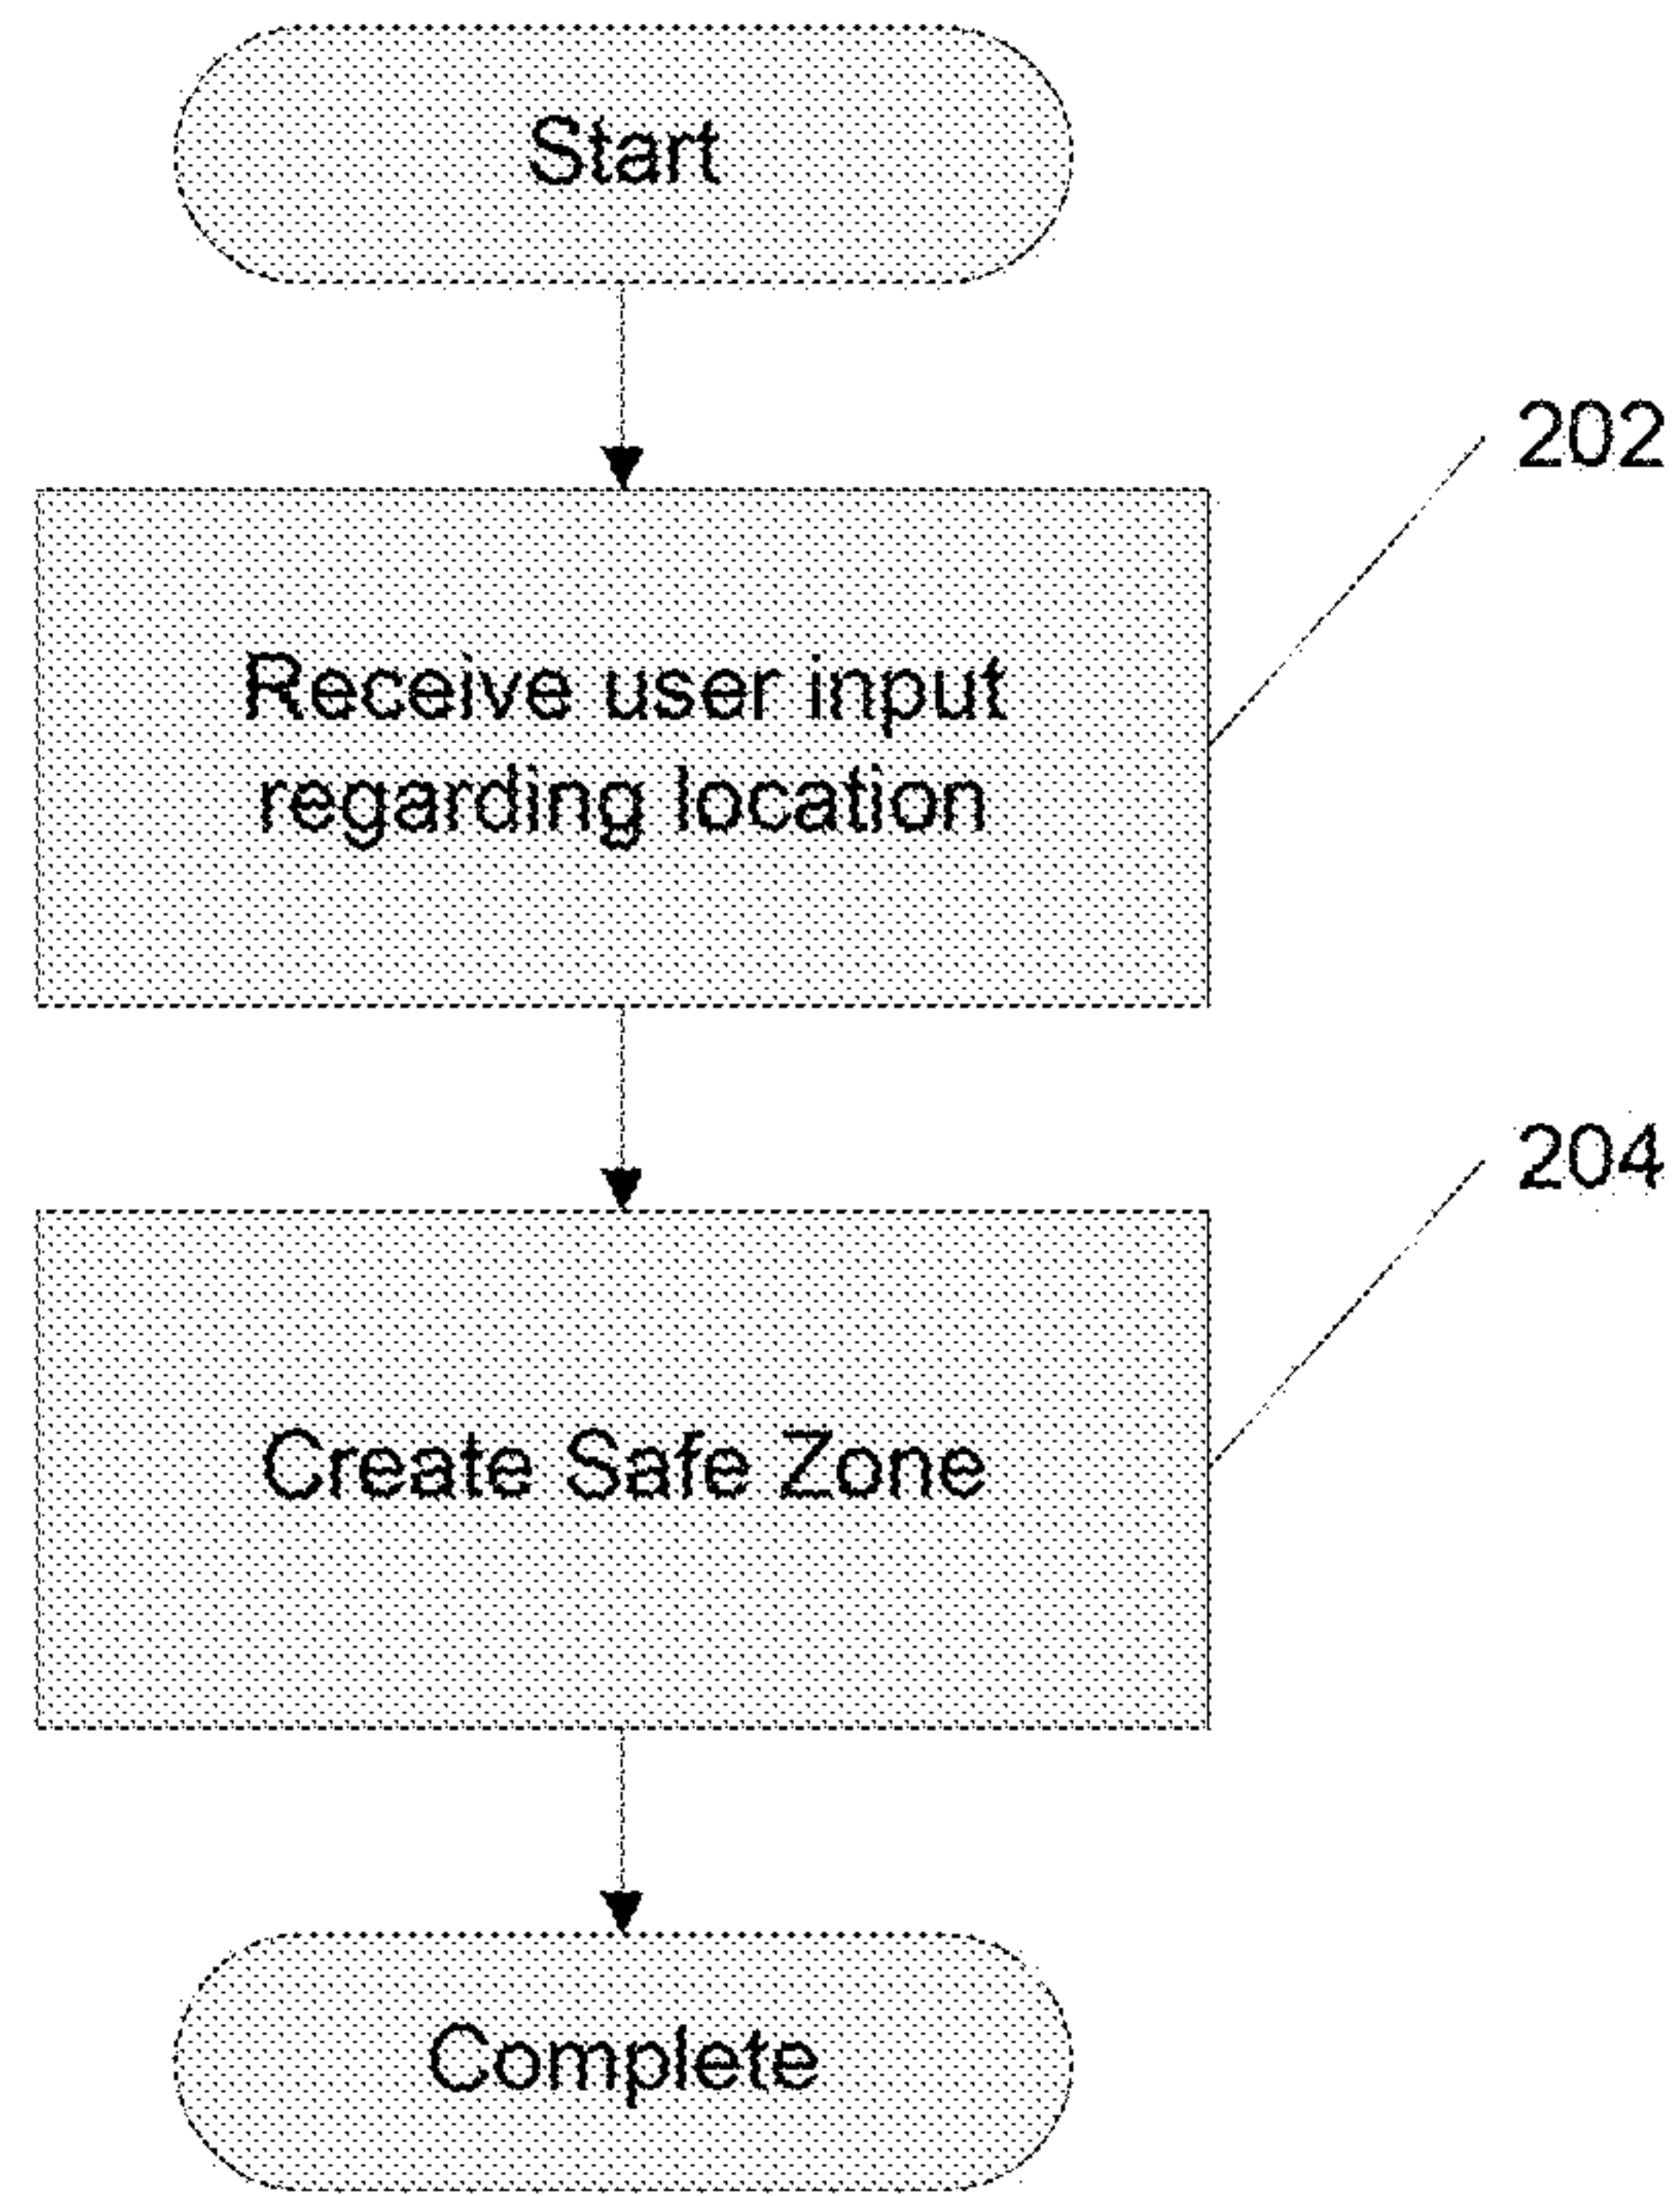 Start
202
Receive user input
regarding location
204
Create Safe Zone
Complete